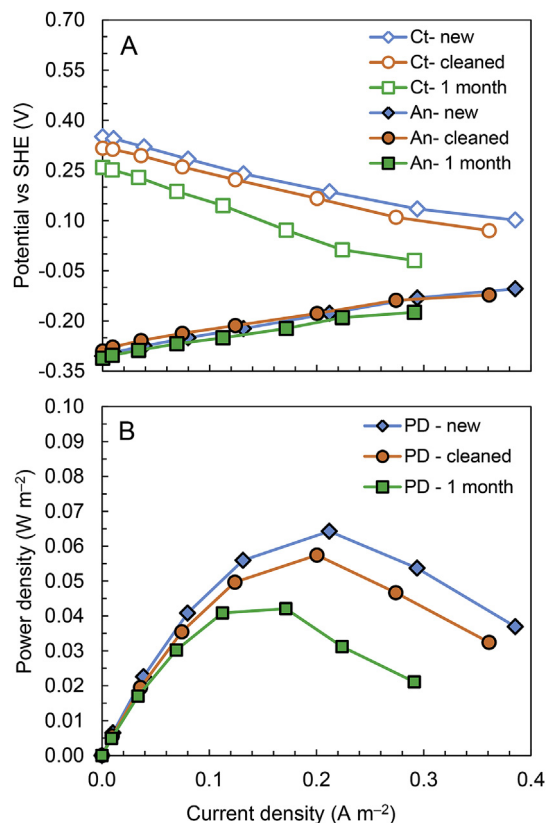 A
Ct- new
Ct- cleaned
Ct- 1 month
An- new
An- cleaned
An- 1 month
Potential vs SHE (V)
0.70
0.55
0.40
0.25
0.10
-0.05
-0.20
-0.35
B
PD - new
PD - cleaned
PD - 1 month
Power density (W m⁻²)
0.10
0.09
0.08
0.07
0.06
0.05
0.04
0.03
0.02
0.01
0.00
0.0 0.1 0.2 0.3 0.4
Current density (A m⁻²)